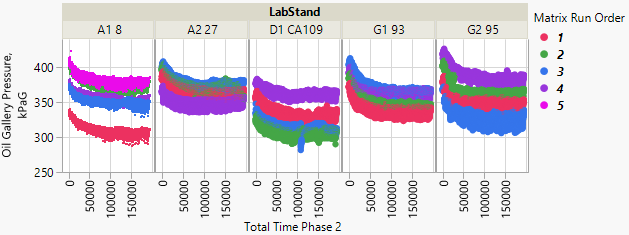 LabStand
A1 8 A2 27 D1 CA109 G1 93 G2 95
Oil Gallery Pressure,
kPaG
400
350
300
250
0 50000 100000 150000 0 50000 100000 150000 0 50000 100000 150000 0 50000 100000 150000 0 50000 100000 150000
Total Time Phase 2
Matrix Run Order
1
2
3
4
5